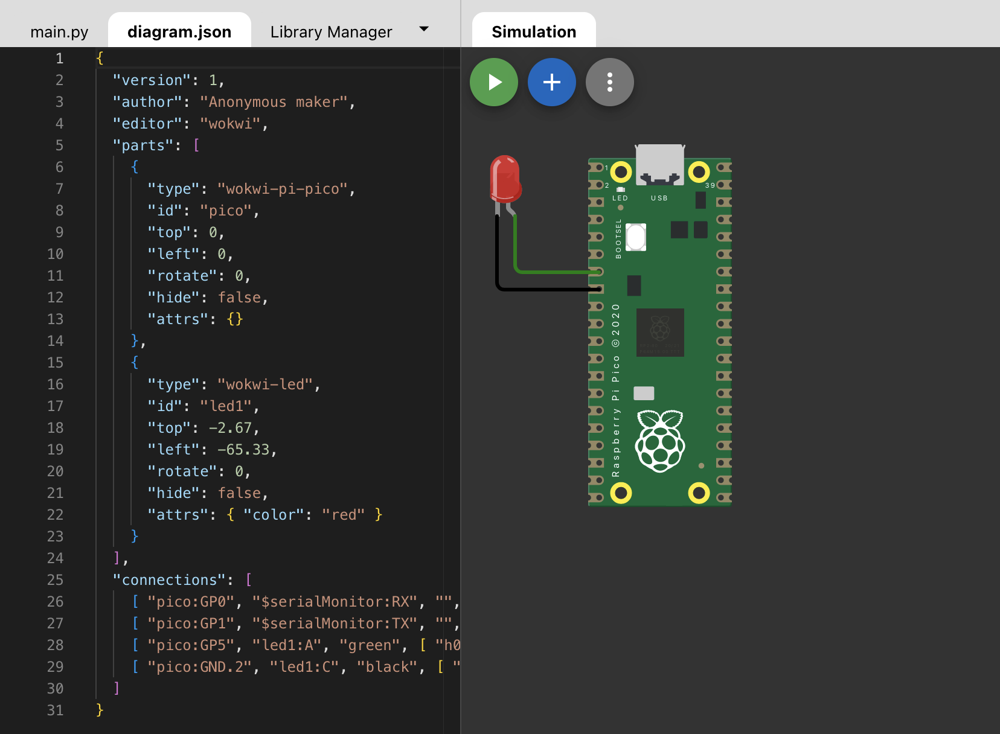 main.py diagram.json Library Manager
1 {
2 "version": 1,
3 "author": "Anonymous maker",
4 "editor": "wokwi",
5 "parts": [
6 {
7 "type": "wokwi-pi-pico",
8 "id": "pico",
9 "top": 0,
10 "left": 0,
11 "rotate": 0,
12 "hide": false,
13 "attrs": {}
14 },
15 {
16 "type": "wokwi-led",
17 "id": "led1",
18 "top": -2.67,
19 "left": -65.33,
20 "rotate": 0,
21 "hide": false,
22 "attrs": { "color": "red" }
23 }
24 ],
25 "connections": [
26 [ "pico:GP0", "$serialMonitor:RX", "",
27 [ "pico:GP1", "$serialMonitor:TX", "",
28 [ "pico:GP5", "led1:A", "green", [ "h0
29 [ "pico:GND.2", "led1:C", "black", [ "
30 ]
31 }
Simulation
1
2
39
LED
USB
BOOTSEL
Raspberry Pi Pico ©2020